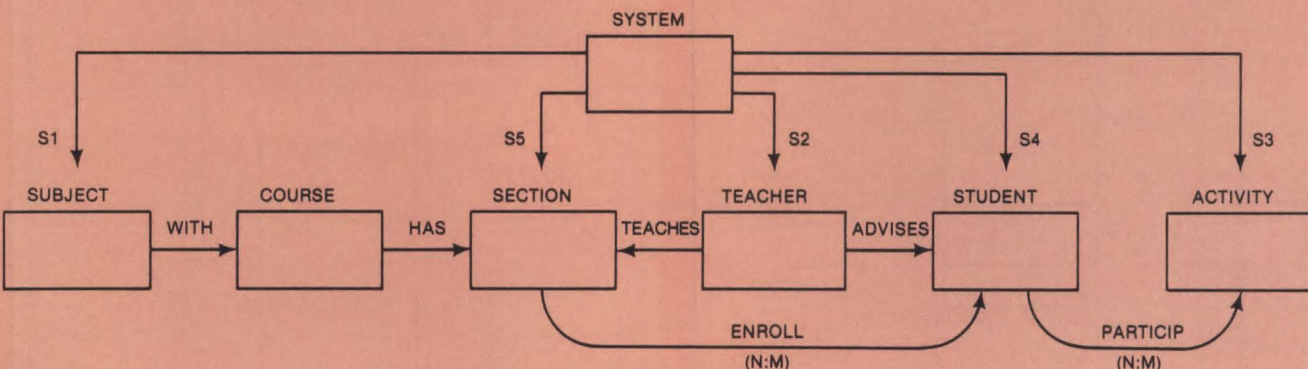 SYSTEM
S1
S5
S2
S4
S3
SUBJECT
COURSE
SECTION
TEACHER
STUDENT
ACTIVITY
WITH
HAS
TEACHES
ADVISES
ENROLL
(N:M)
PARTICIP
(N:M)